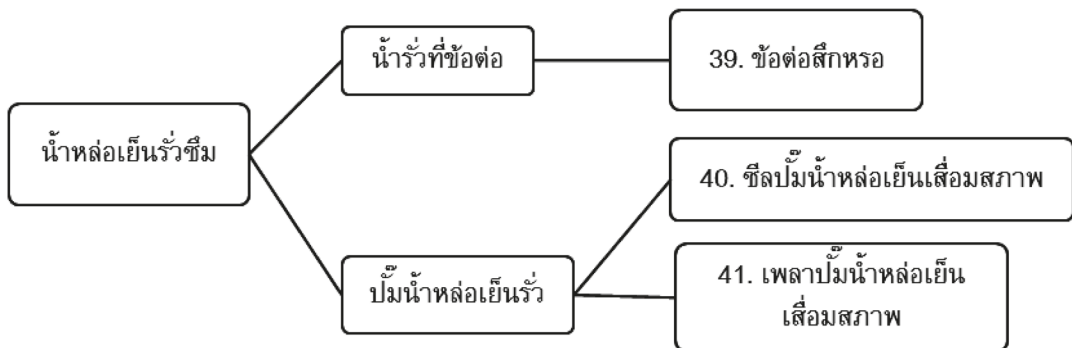 น้ำรั่วที่ข้อต่อ
39. ข้อต่อสึกหรอ
น้ำหล่อเย็นรั่วซึม
40. ซีลปั๊มน้ำหล่อเย็นเสื่อมสภาพ
ปั๊มน้ำหล่อเย็นรั่ว
41. เพลาปั๊มน้ำหล่อเย็น
เสื่อมสภาพ